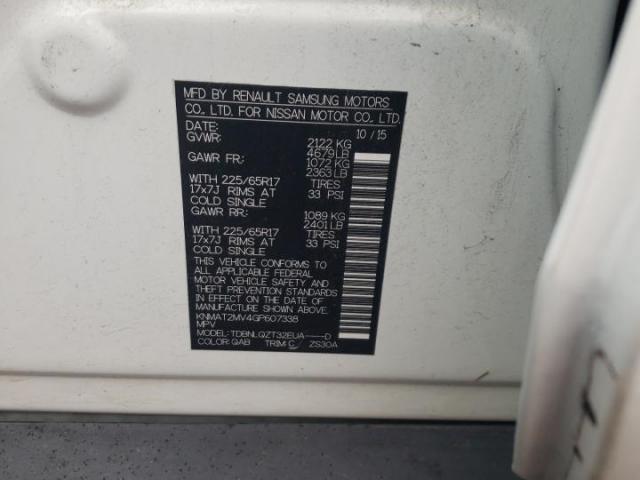 MFD BY RENAULT SAMSUNG MOTORS
CO., LTD. FOR NISSAN MOTOR CO., LTD.
DATE: 10 / 15
GVWR: 2122 KG
4679 LB
GAWR FR: 1072 KG
2363 LB
WITH 225/65R17 TIRES
17x7J RIMS AT 33 PSI
COLD SINGLE
GAWR RR: 1089 KG
2401 LB
WITH 225/65R17 TIRES
17x7J RIMS AT 33 PSI
COLD SINGLE
THIS VEHICLE CONFORMS TO
ALL APPLICABLE FEDERAL
MOTOR VEHICLE SAFETY AND
THEFT PREVENTION STANDARDS
IN EFFECT ON THE DATE OF
MANUFACTURE SHOWN ABOVE.
KNMAT2MV4GP607338
MPV
MODEL: TDBNLQZT32EUA----D
COLOR: QAB TRIM: C ZS30A